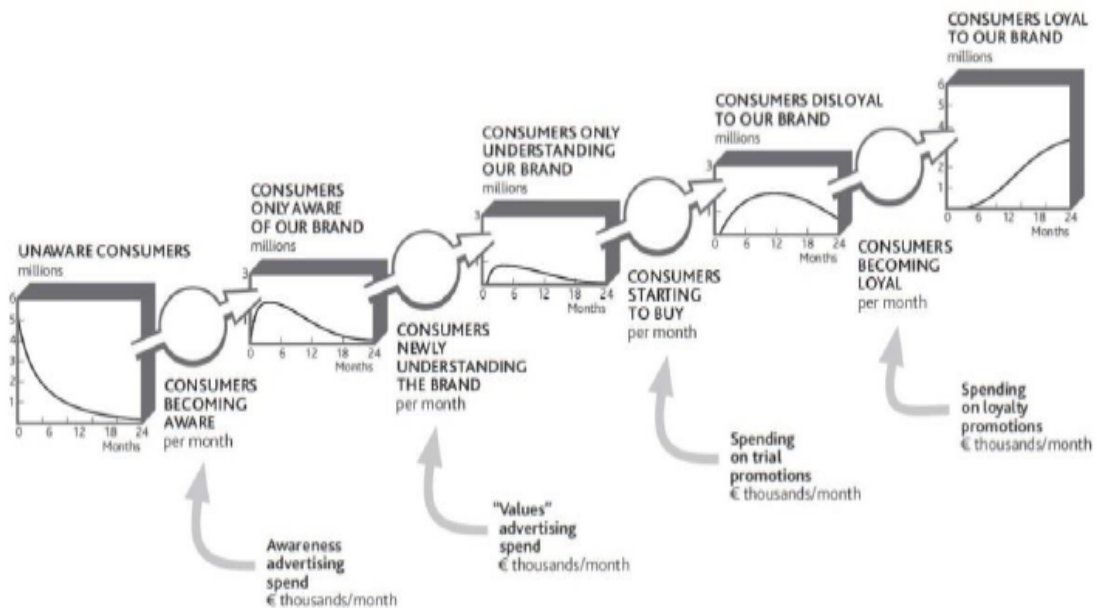 CONSUMERS LOYAL
TO OUR BRAND
millions
6
4
2
1
0 6 12 18 24
Months
CONSUMERS DISLOYAL
TO OUR BRAND
millions
3
1
0 6 12 18 24
Months
CONSUMERS
BECOMING
LOYAL
per month
CONSUMERS ONLY
UNDERSTANDING
OUR BRAND
millions
3
1
0 6 12 18 24
Months
CONSUMERS
STARTING
TO BUY
per month
CONSUMERS
ONLY AWARE
OF OUR BRAND
millions
3
1
0 6 12 18 24
Months
CONSUMERS
NEWLY
UNDERSTANDING
THE BRAND
per month
UNAWARE CONSUMERS
millions
6
5
4
3
2
1
0 6 12 18 24
Months
CONSUMERS
BECOMING
AWARE
per month
Awareness
advertising
spend
€ thousands/month
"Values"
advertising
spend
€ thousands/month
Spending
on trial
promotions
€ thousands/month
Spending
on loyalty
promotions
€ thousands/month